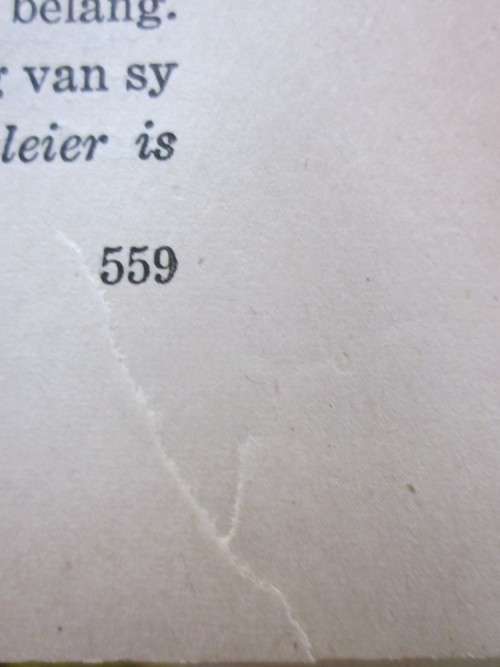 belang.
van sy
leier is
559